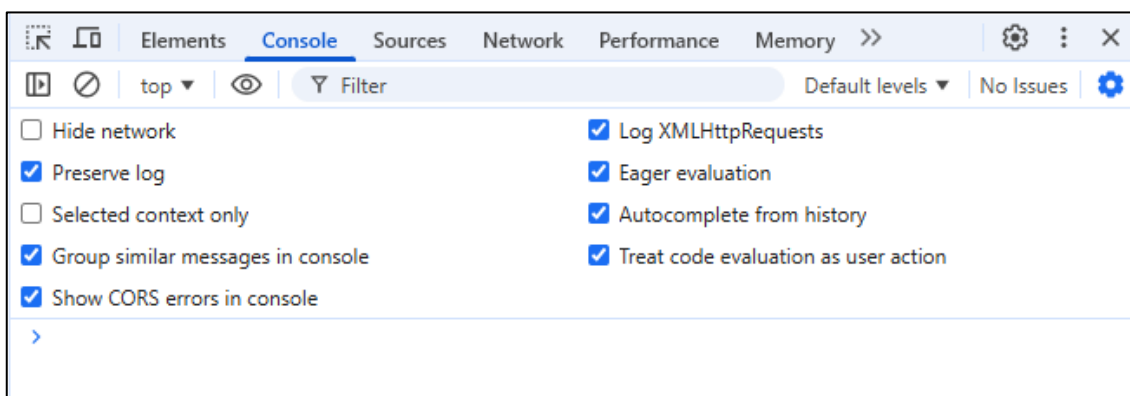 Elements Console Sources Network Performance Memory
top Filter Default levels No Issues
Hide network Log XMLHttpRequests
Preserve log Eager evaluation
Selected context only Autocomplete from history
Group similar messages in console Treat code evaluation as user action
Show CORS errors in console